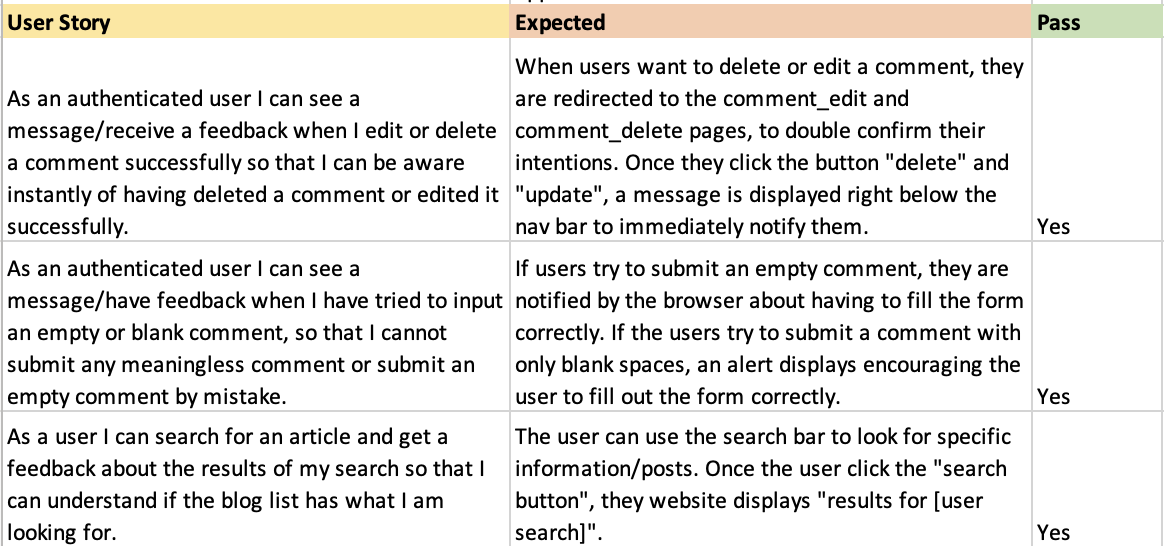 User Story
Expected
Pass
As an authenticated user I can see a
message/receive a feedback when I edit or delete
a comment successfully so that I can be aware
instantly of having deleted a comment or edited it
successfully.
When users want to delete or edit a comment, they
are redirected to the comment_edit and
comment_delete pages, to double confirm their
intentions. Once they click the button "delete" and
"update", a message is displayed right below the
nav bar to immediately notify them.
Yes
As an authenticated user I can see a
message/have feedback when I have tried to input
an empty or blank comment, so that I cannot
submit any meaningless comment or submit an
empty comment by mistake.
If users try to submit an empty comment, they are
notified by the browser about having to fill the form
correctly. If the users try to submit a comment with
only blank spaces, an alert displays encouraging the
user to fill out the form correctly.
Yes
As a user I can search for an article and get a
feedback about the results of my search so that I
can understand if the blog list has what I am
looking for.
The user can use the search bar to look for specific
information/posts. Once the user click the "search
button", they website displays "results for [user
search]".
Yes